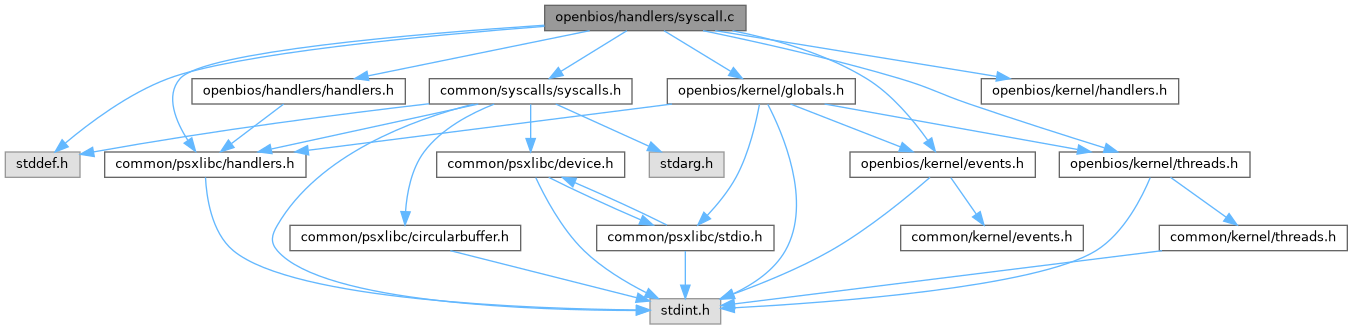 openbios/handlers/syscall.c
openbios/handlers/handlers.h
common/syscalls/syscalls.h
openbios/kernel/globals.h
openbios/kernel/handlers.h
stddef.h
common/psxlibc/handlers.h
common/psxlibc/device.h
stdarg.h
openbios/kernel/events.h
openbios/kernel/threads.h
common/psxlibc/circularbuffer.h
common/psxlibc/stdio.h
common/kernel/events.h
common/kernel/threads.h
stdint.h